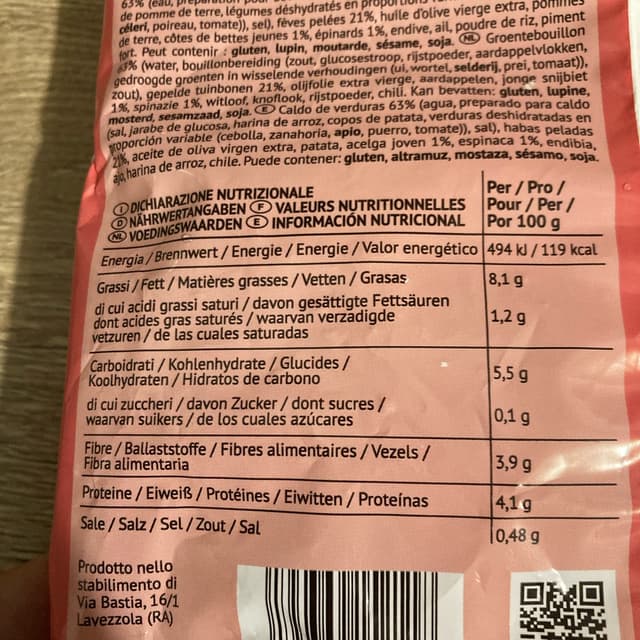 63% (eau, préparation pour
de pomme de terre, légumes déshydratés en proportions
céleri, poireau, tomate)), sel), fèves pelées 21%, huile d'olive vierge extra, pommes
de terre, côtes de bettes jeunes 1%, épinards 1%, endive, ail, poudre de riz, piment
fort. Peut contenir : gluten, lupin, moutarde, sésame, soja. NL Groentebouillon
63% (water, bouillonbereiding (zout, glucosestroop, rijstpoeder, aardappelvlokken,
gedroogde groenten in wisselende verhoudingen (ui, wortel, selderij, prei, tomaat)),
zout), gepelde tuinbonen 21%, olijfolie extra vierge, aardappelen, jonge snijbiet
1%, spinazie 1%, witloof, knoflook, rijstpoeder, chili. Kan bevatten: gluten, lupine,
mosterd, sesamzaad, soja. E Caldo de verduras 63% (agua, preparado para caldo
(sal, jarabe de glucosa, harina de arroz, copos de patata, verduras deshidratadas en
proporción variable (cebolla, zanahoria, apio, puerro, tomate)), sal), habas peladas
21%, aceite de oliva virgen extra, patata, acelga joven 1%, espinaca 1%, endibia,
ajo, harina de arroz, chile. Puede contener: gluten, altramuz, mostaza, sésamo, soja.
I DICHIARAZIONE NUTRIZIONALE
D NÄHRWERTANGABEN F VALEURS NUTRITIONNELLES
NL VOEDINGSWAARDEN E INFORMACIÓN NUTRICIONAL
Per / Pro /
Pour / Per /
Por 100 g
Energia / Brennwert / Energie / Energie / Valor energético 494 kJ / 119 kcal
Grassi / Fett / Matières grasses / Vetten / Grasas 8,1 g
di cui acidi grassi saturi / davon gesättigte Fettsäuren
dont acides gras saturés / waarvan verzadigde
vetzuren / de las cuales saturadas
1,2 g
Carboidrati / Kohlenhydrate / Glucides /
Koolhydraten / Hidratos de carbono
5,5 g
di cui zuccheri / davon Zucker / dont sucres /
waarvan suikers / de los cuales azúcares
0,1 g
Fibre / Ballaststoffe / Fibres alimentaires / Vezels /
Fibra alimentaria
3,9 g
Proteine / Eiweiß / Protéines / Eiwitten / Proteínas 4,1 g
Sale / Salz / Sel / Zout / Sal 0,48 g
Prodotto nello
stabilimento di
Via Bastia, 16/1
Lavezzola (RA)